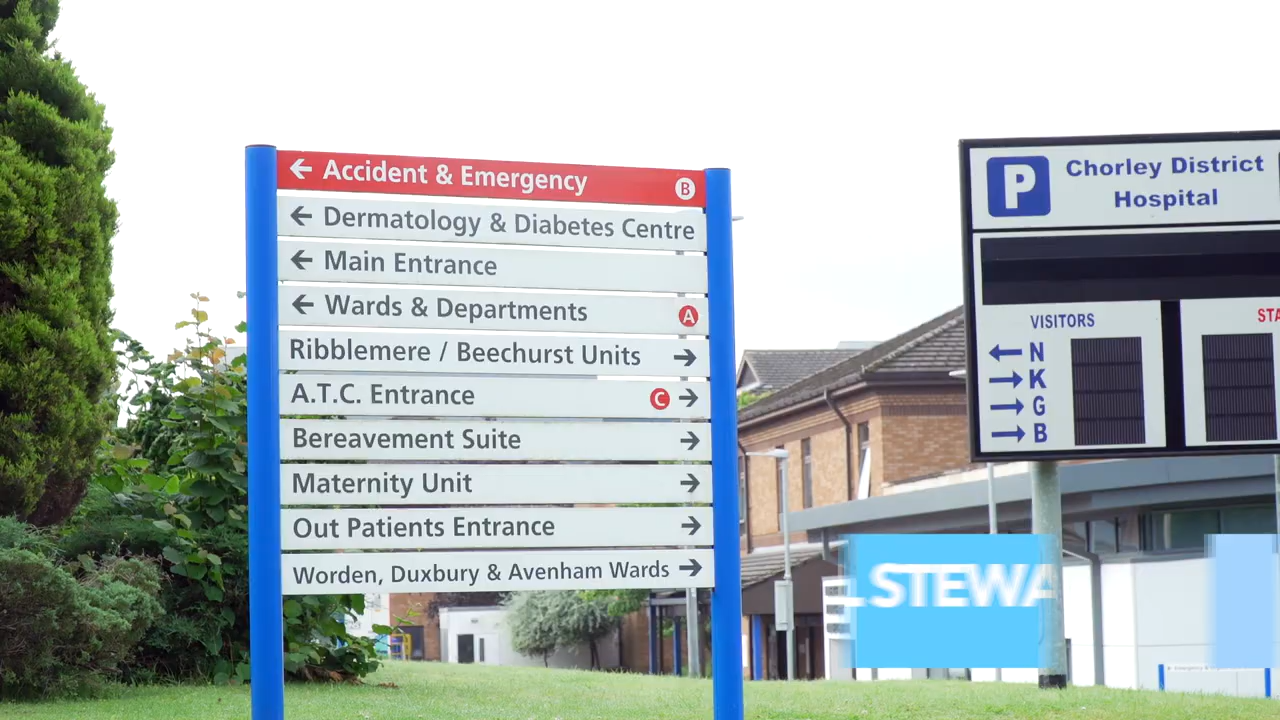 ← Accident & Emergency B
← Dermatology & Diabetes Centre
← Main Entrance
← Wards & Departments A
Ribblemere / Beechurst Units →
A.T.C. Entrance C →
Bereavement Suite →
Maternity Unit →
Out Patients Entrance →
Worden, Duxbury & Avenham Wards →
P Chorley District
Hospital
VISITORS
← N
→ K
→ G
→ B
STA
STEWA